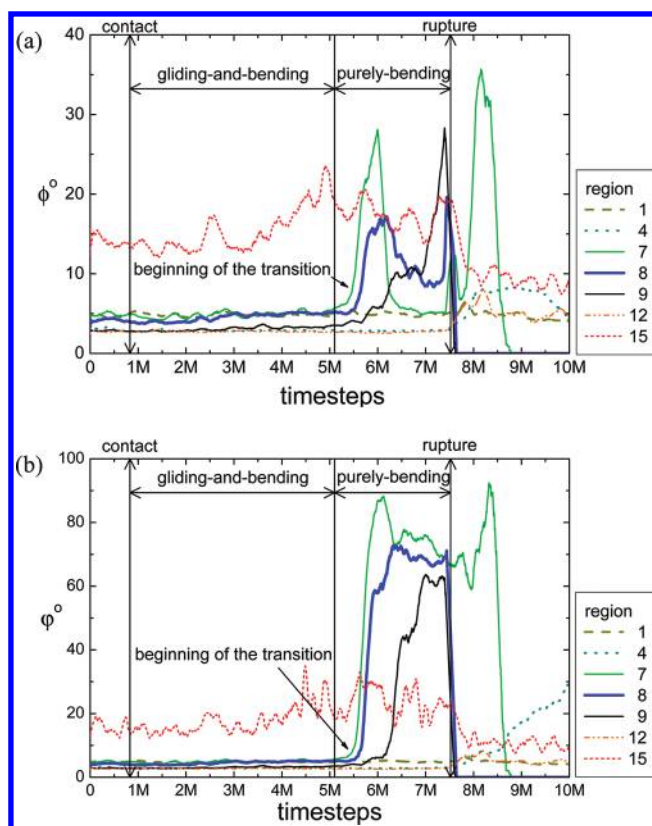 (a)
contact
rupture
gliding-and-bending
purely-bending
40
30
20
10
0
ϕ°
beginning of the transition
0 1M 2M 3M 4M 5M 6M 7M 8M 9M 10M
timesteps
region
1
4
7
8
9
12
15
(b)
contact
rupture
gliding-and-bending
purely-bending
100
80
60
40
20
0
φ°
beginning of the transition
0 1M 2M 3M 4M 5M 6M 7M 8M 9M 10M
timesteps
region
1
4
7
8
9
12
15